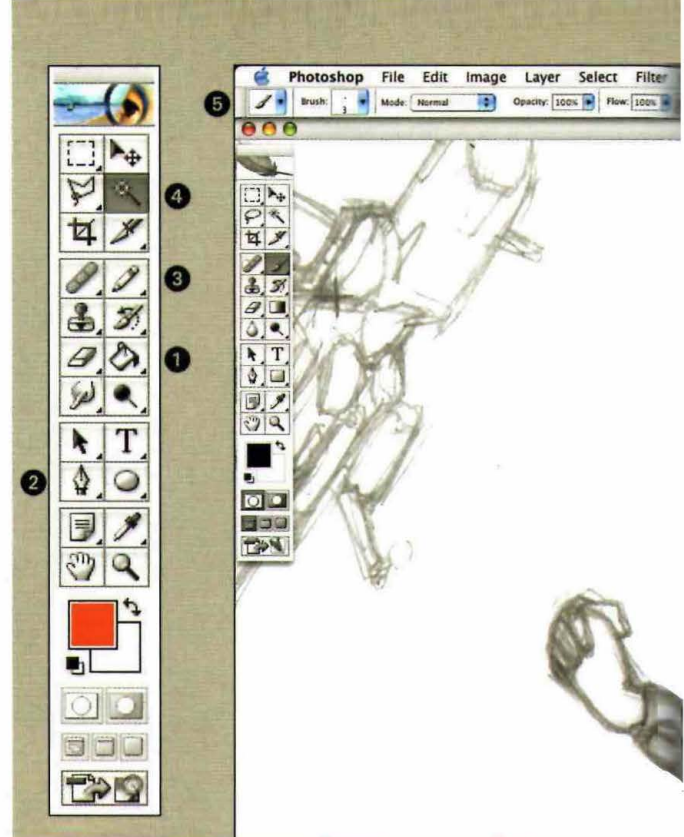 Photoshop File Edit Image Layer Select Filter
5 Brush: 3 Mode: Normal Opacity: 100% Flow: 100%
4
3
1
T
T
2